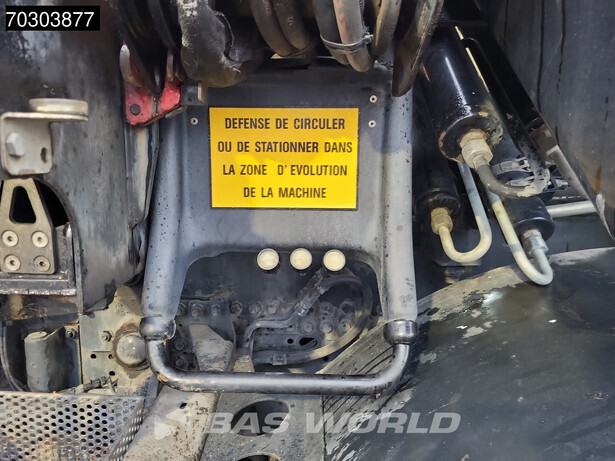 70303877
DEFENSE DE CIRCULER
OU DE STATIONNER DANS
LA ZONE D'EVOLUTION
DE LA MACHINE
BAS WORLD